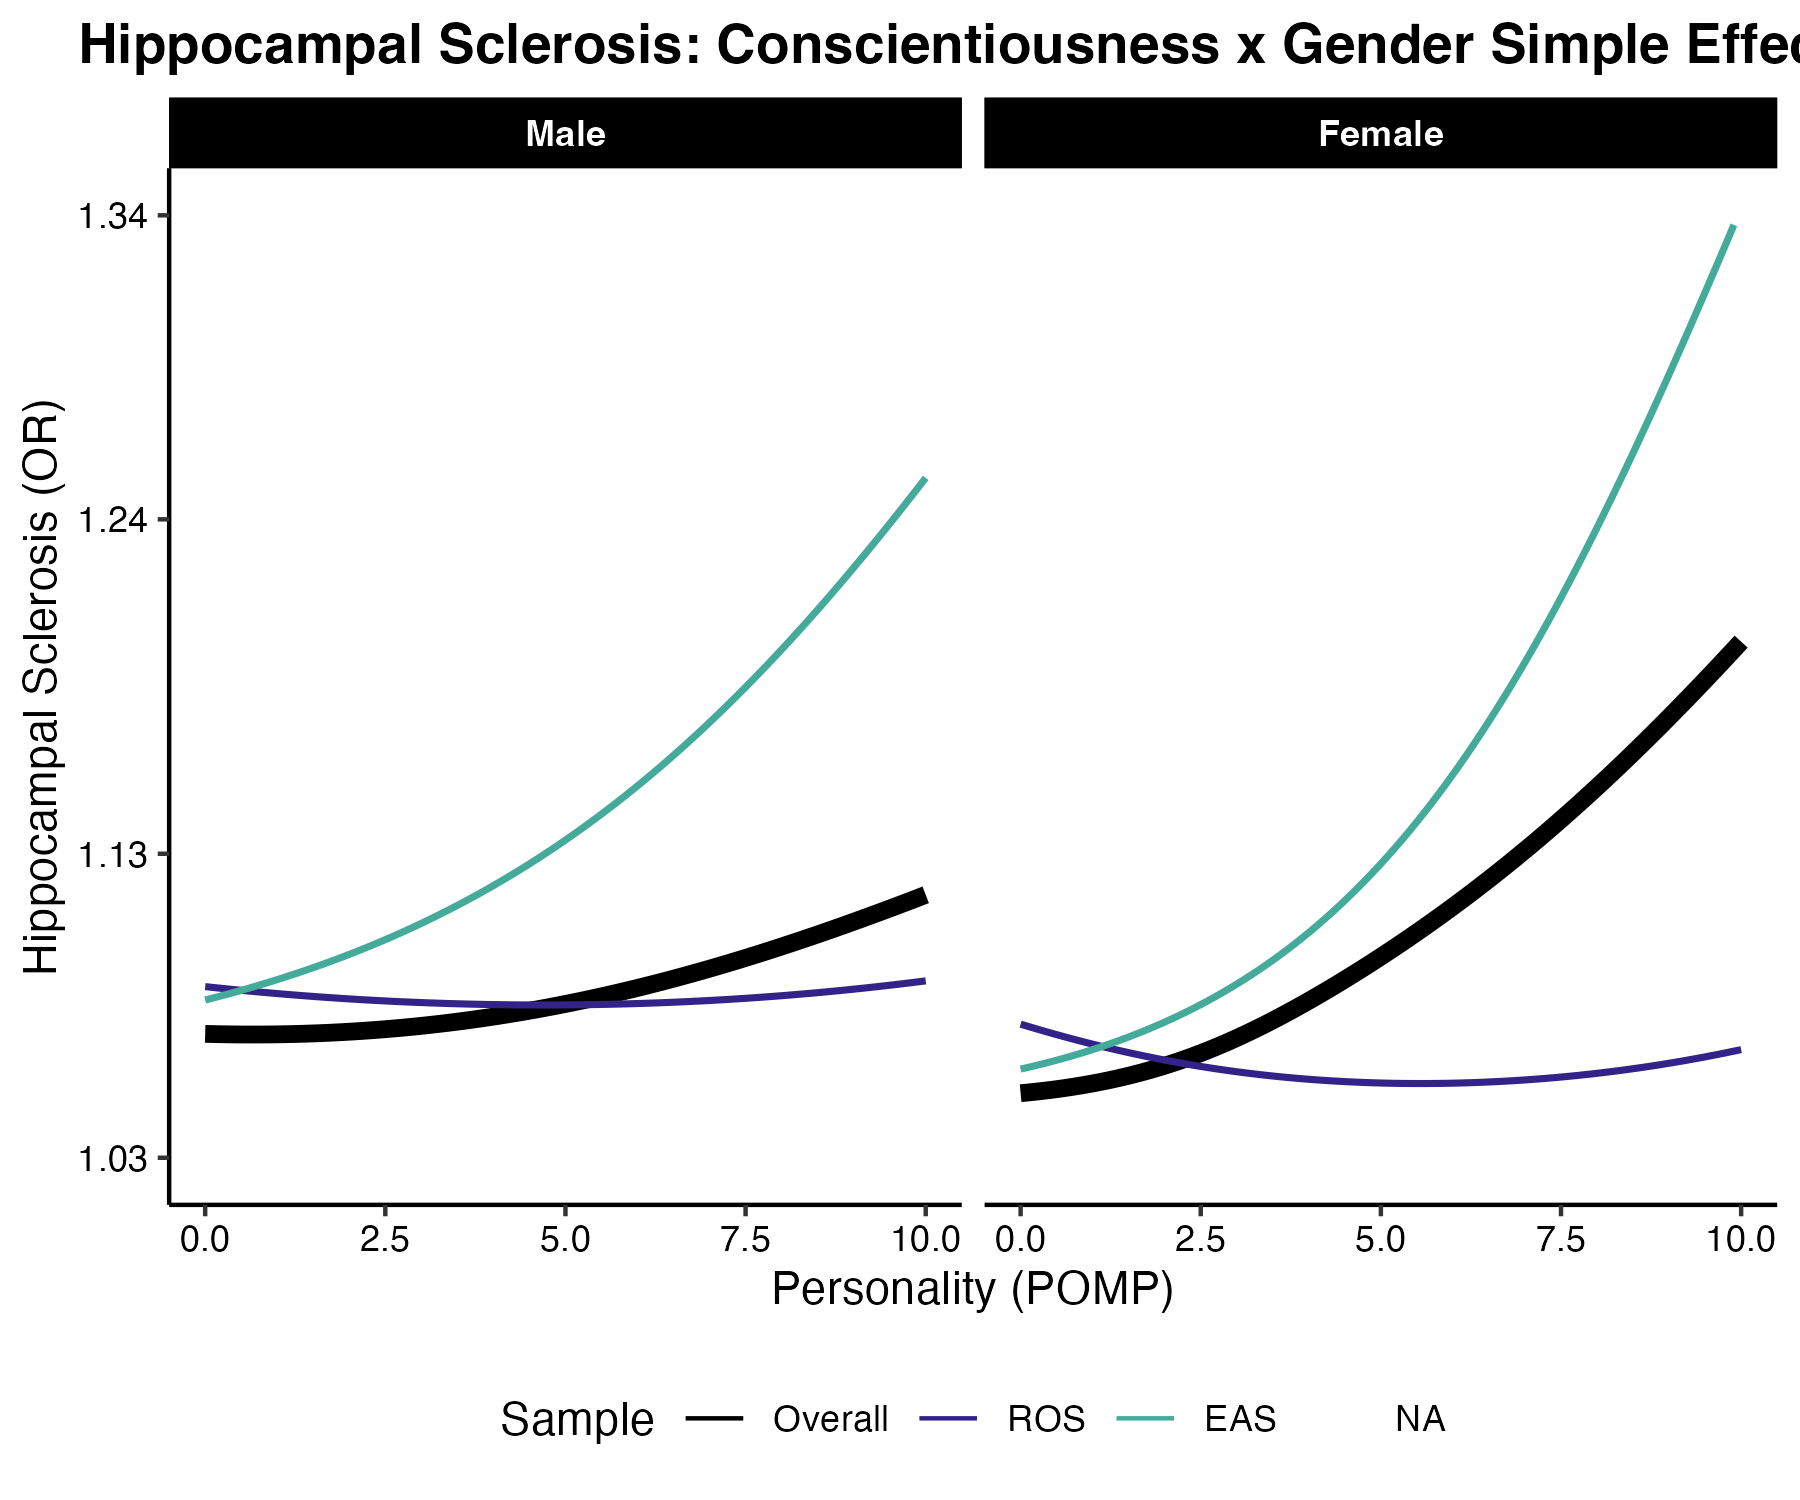 Hippocampal Sclerosis: Conscientiousness x Gender Simple Effec
Male
Female
Hippocampal Sclerosis (OR)
1.34
1.24
1.13
1.03
0.0 2.5 5.0 7.5 10.0
0.0 2.5 5.0 7.5 10.0
Personality (POMP)
Sample Overall ROS EAS NA